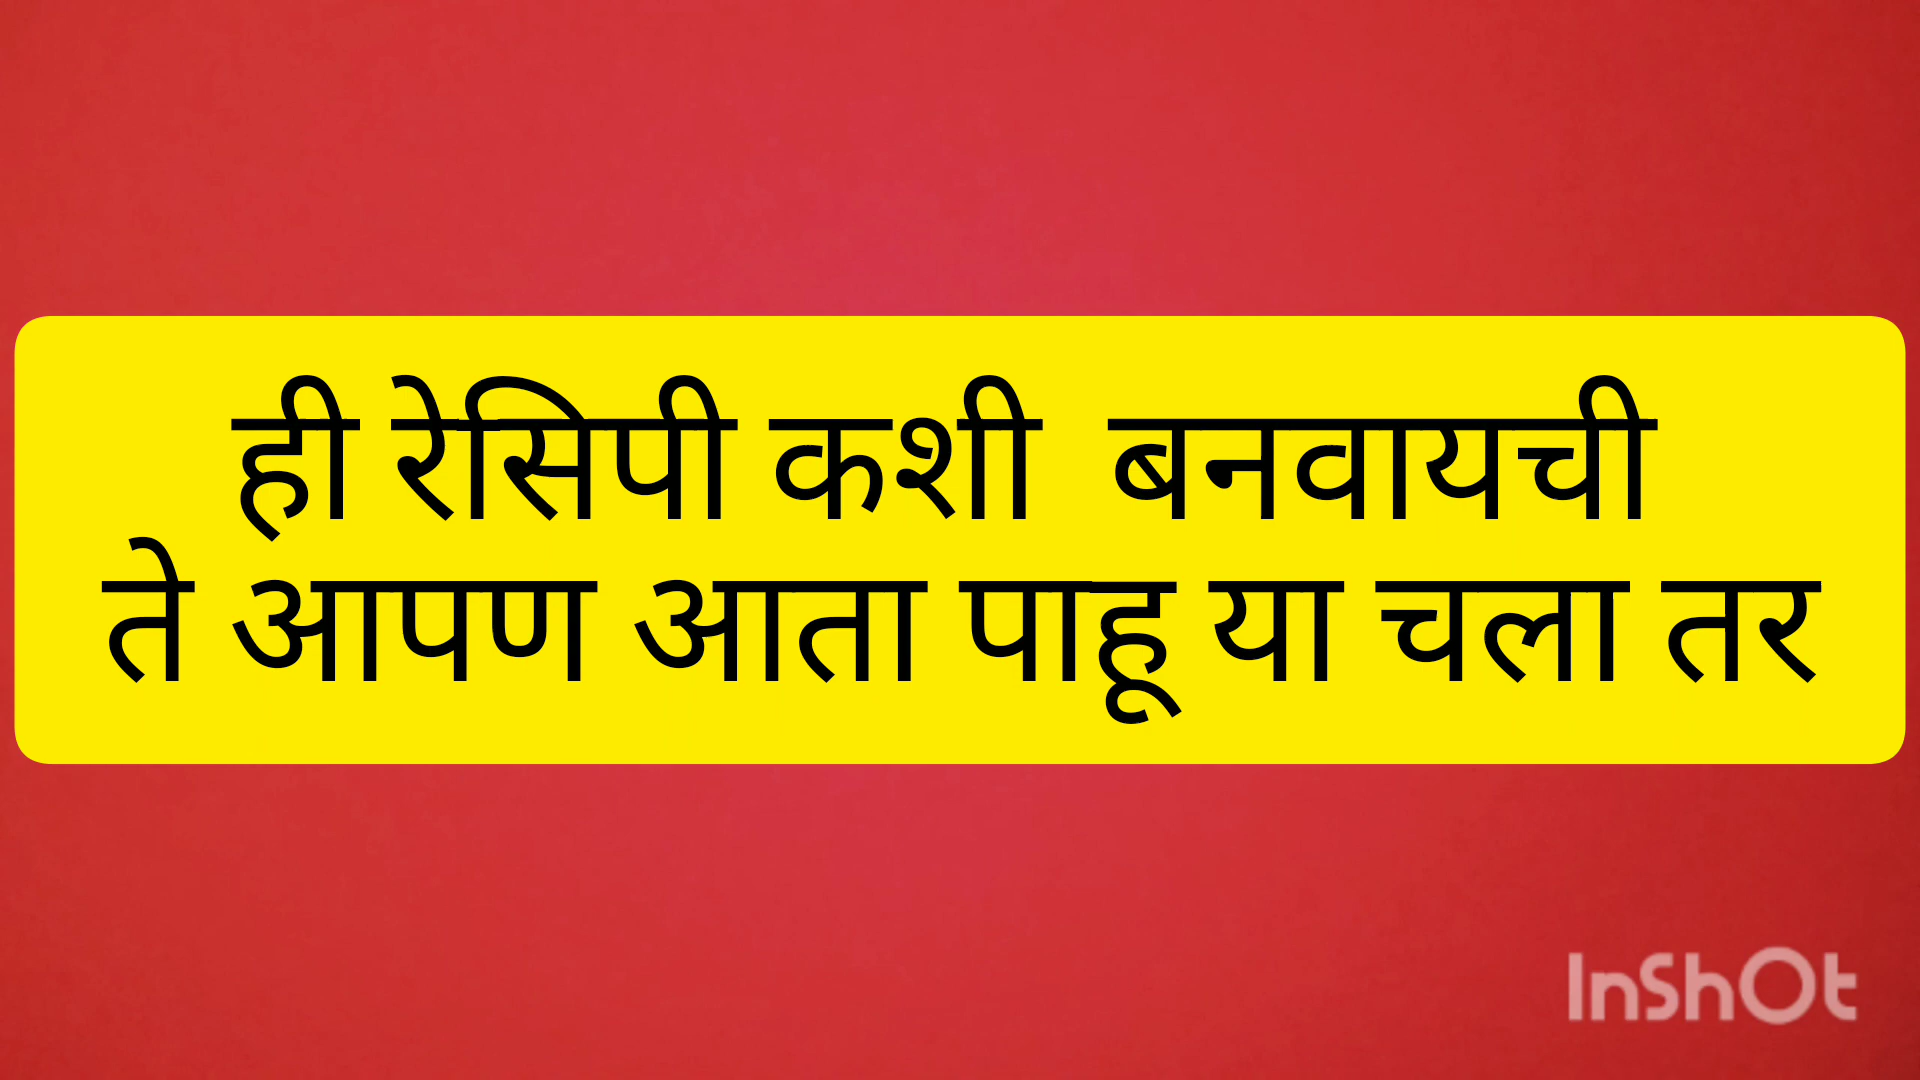 ही रेसिपी कशी  बनवायची
ते आपण आता पाहू या चला तर
InShOt